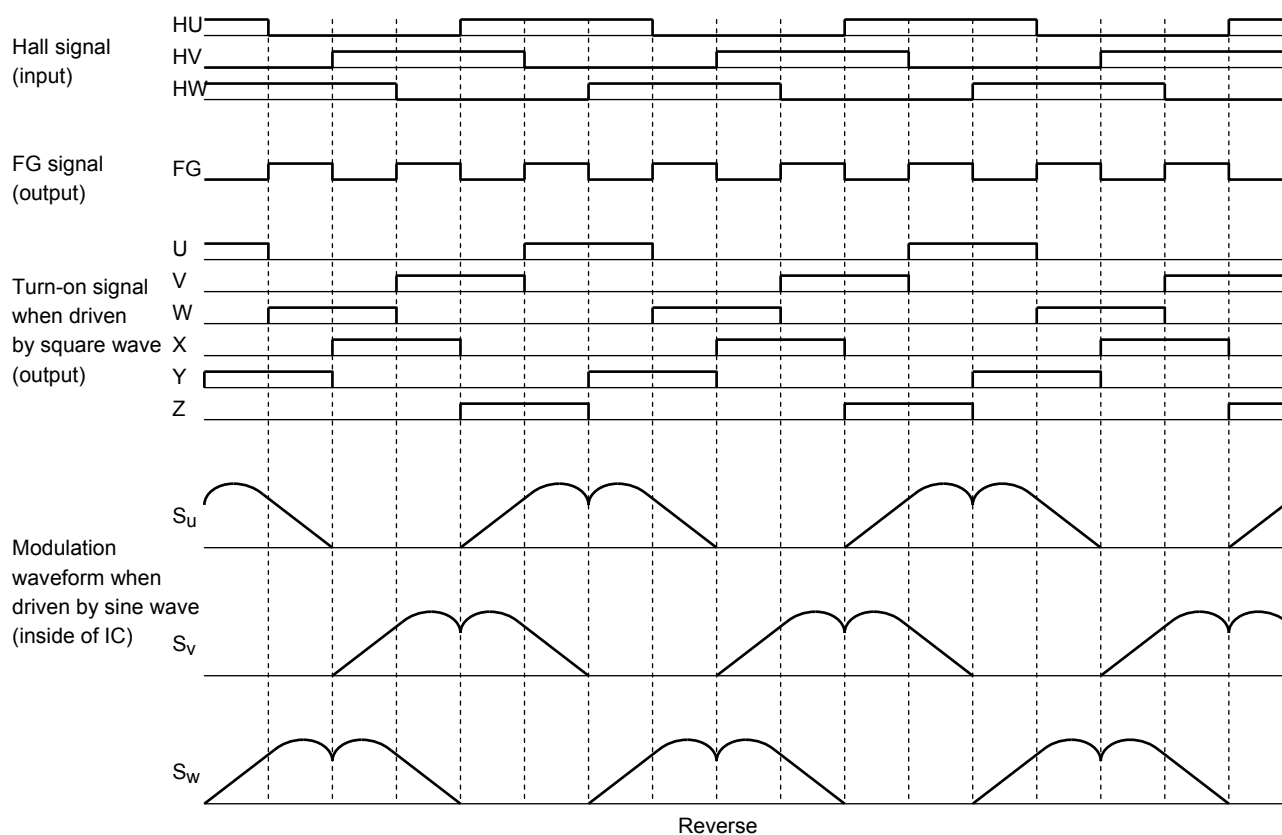 Hall signal
(input)
HU
HV
HW
FG signal
(output)
FG
Turn-on signal
when driven
by square wave
(output)
U
V
W
X
Y
Z
Modulation
waveform when
driven by sine wave
(inside of IC)
Su
Sv
Sw
Reverse